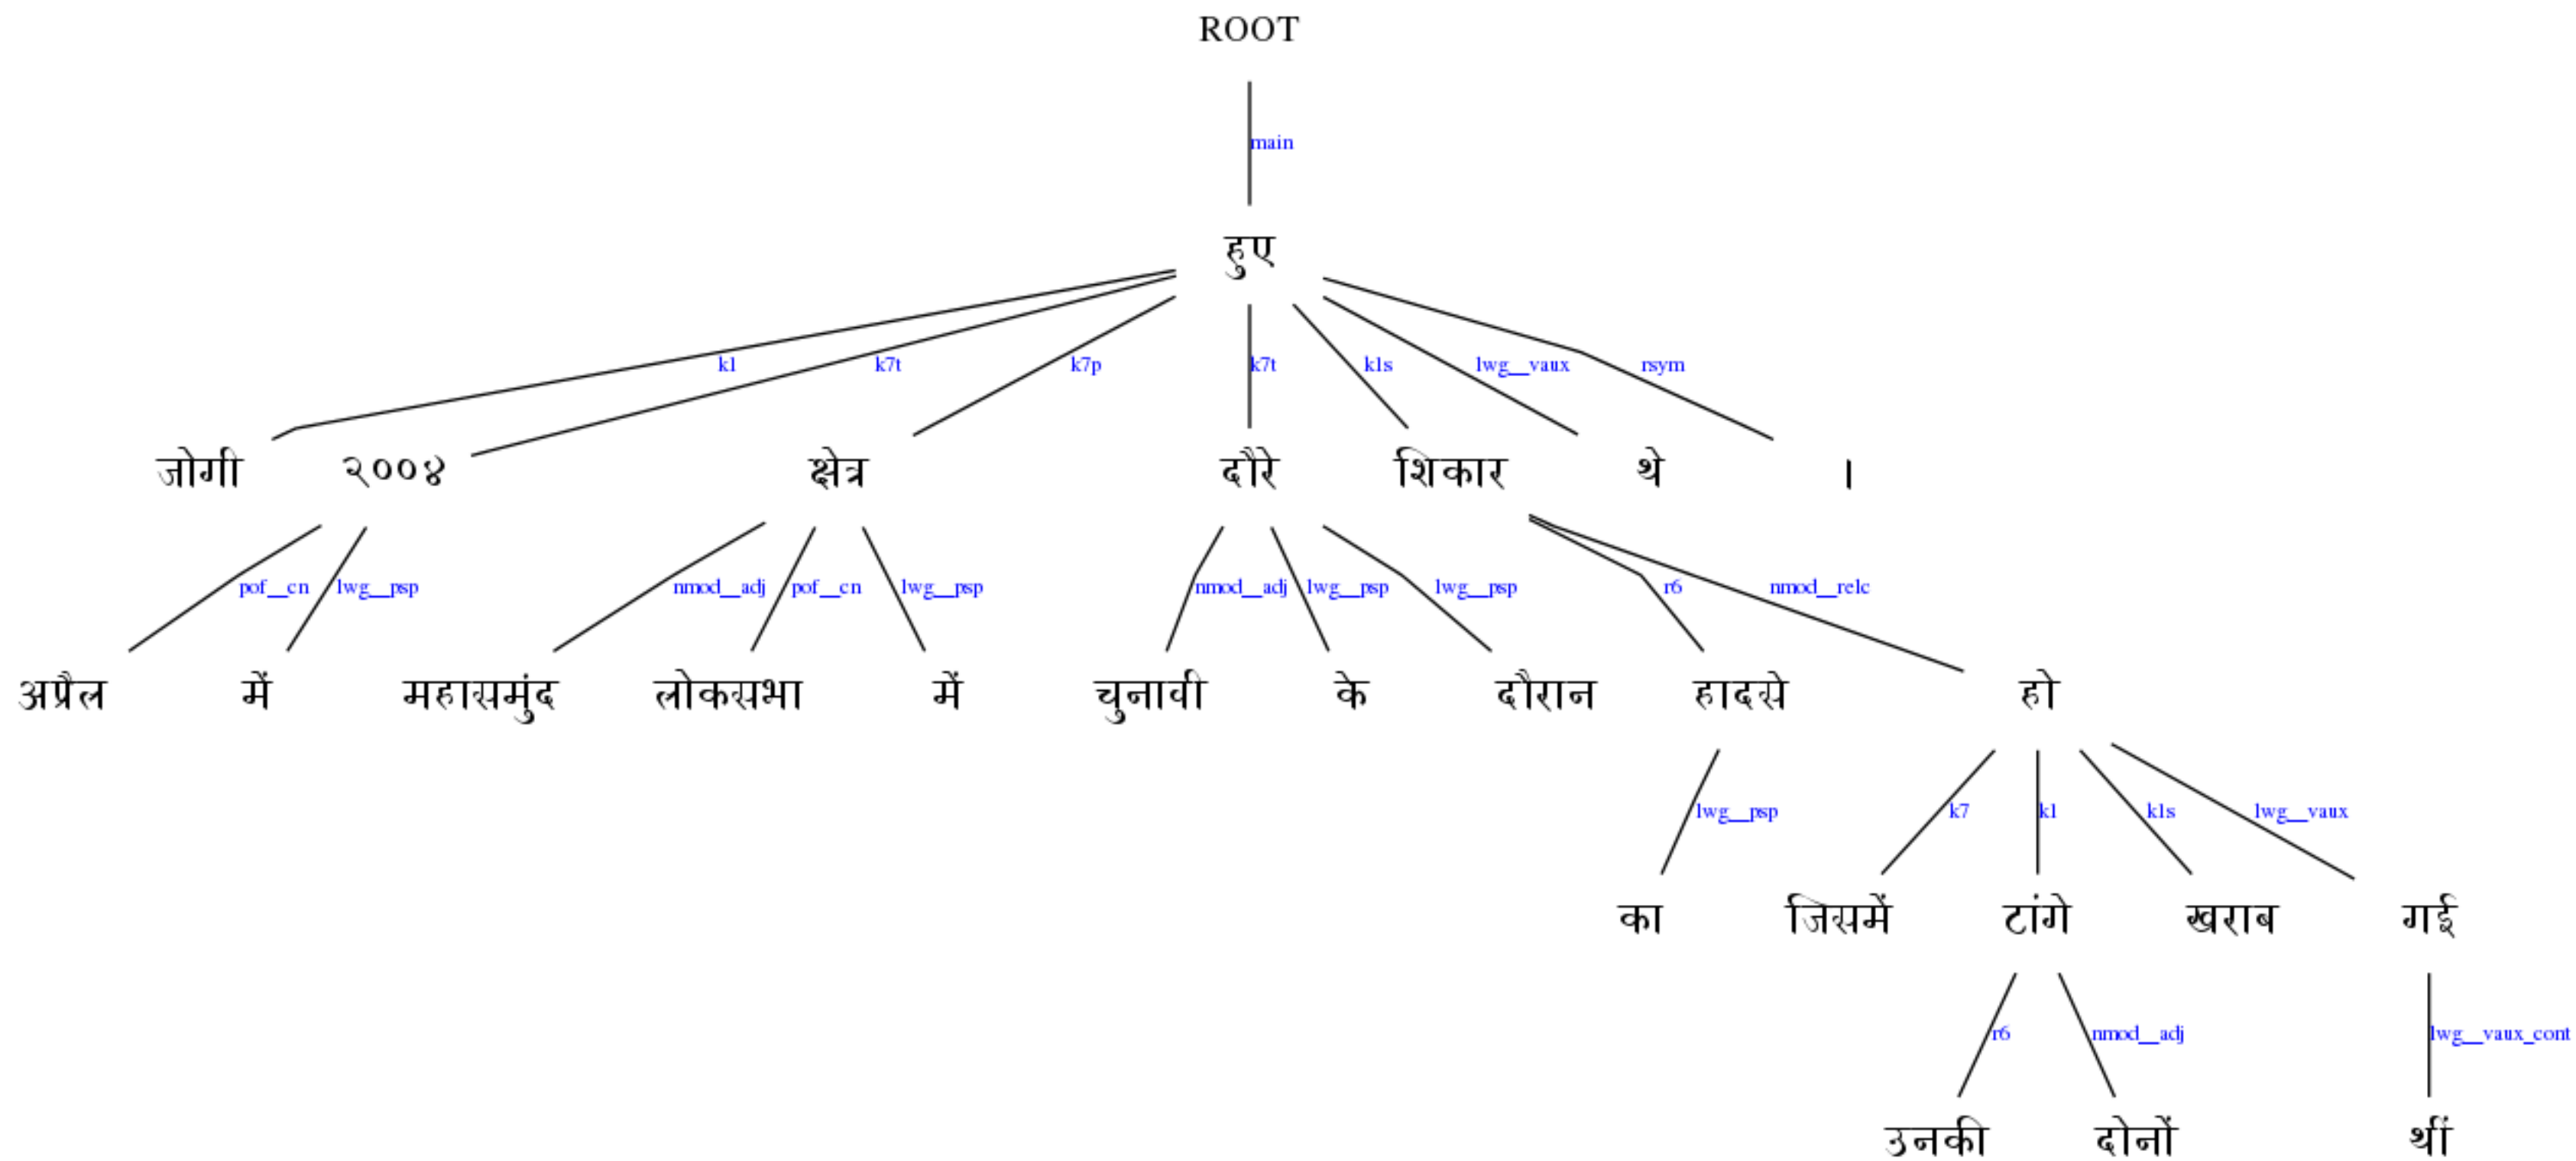 ROOT
main
हुए
k1 k7t k7p k7t k1s lwg__vaux rsym
जोगी २००४ क्षेत्र दौरे शिकार थे ।
pof__cn lwg__psp nmod__adj pof__cn lwg__psp nmod__adj lwg__psp lwg__psp r6 nmod__relc
अप्रैल में महासमुंद लोकसभा में चुनावी के दौरान हादसे हो
lwg__psp k7 k1 k1s lwg__vaux
का जिसमें टांगे खराब गई
r6 nmod__adj lwg__vaux_cont
उनकी दोनों थीं